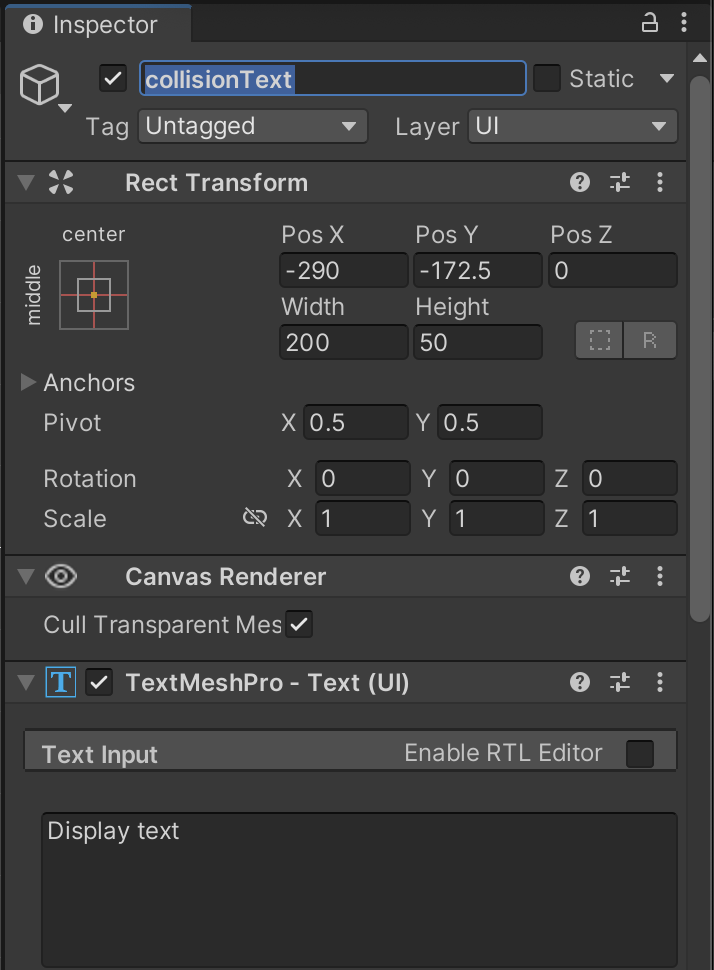 Inspector
collisionText Static
Tag Untagged Layer UI
Rect Transform
center Pos X Pos Y Pos Z
middle -290 -172.5 0
Width Height
200 50 R
Anchors
Pivot X 0.5 Y 0.5
Rotation X 0 Y 0 Z 0
Scale X 1 Y 1 Z 1
Canvas Renderer
Cull Transparent Mes
T TextMeshPro - Text (UI)
Text Input Enable RTL Editor
Display text